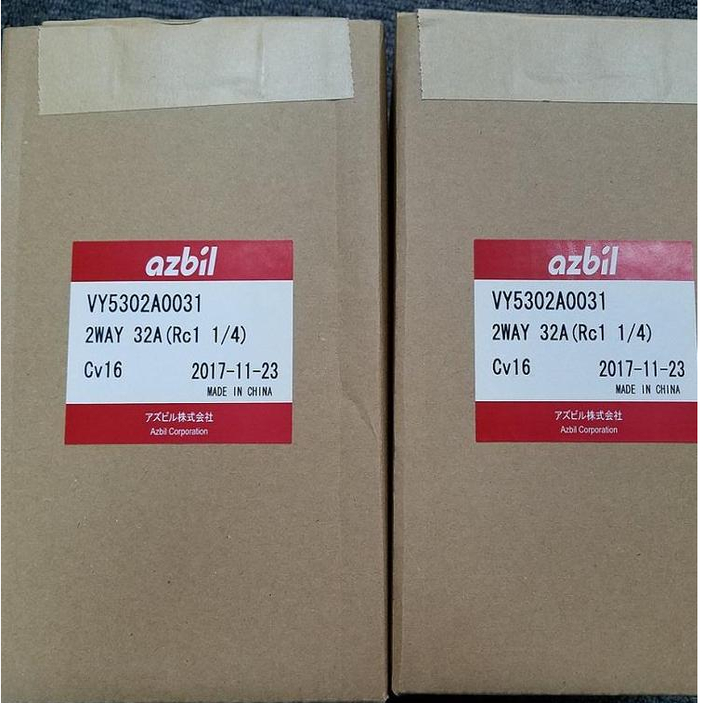 azbil
VY5302A0031
2WAY 32A(Rc1 1/4)
Cv16 2017-11-23
MADE IN CHINA
アズビル株式会社
Azbil Corporation
azbil
VY5302A0031
2WAY 32A(Rc1 1/4)
Cv16 2017-11-23
MADE IN CHINA
アズビル株式会社
Azbil Corporation